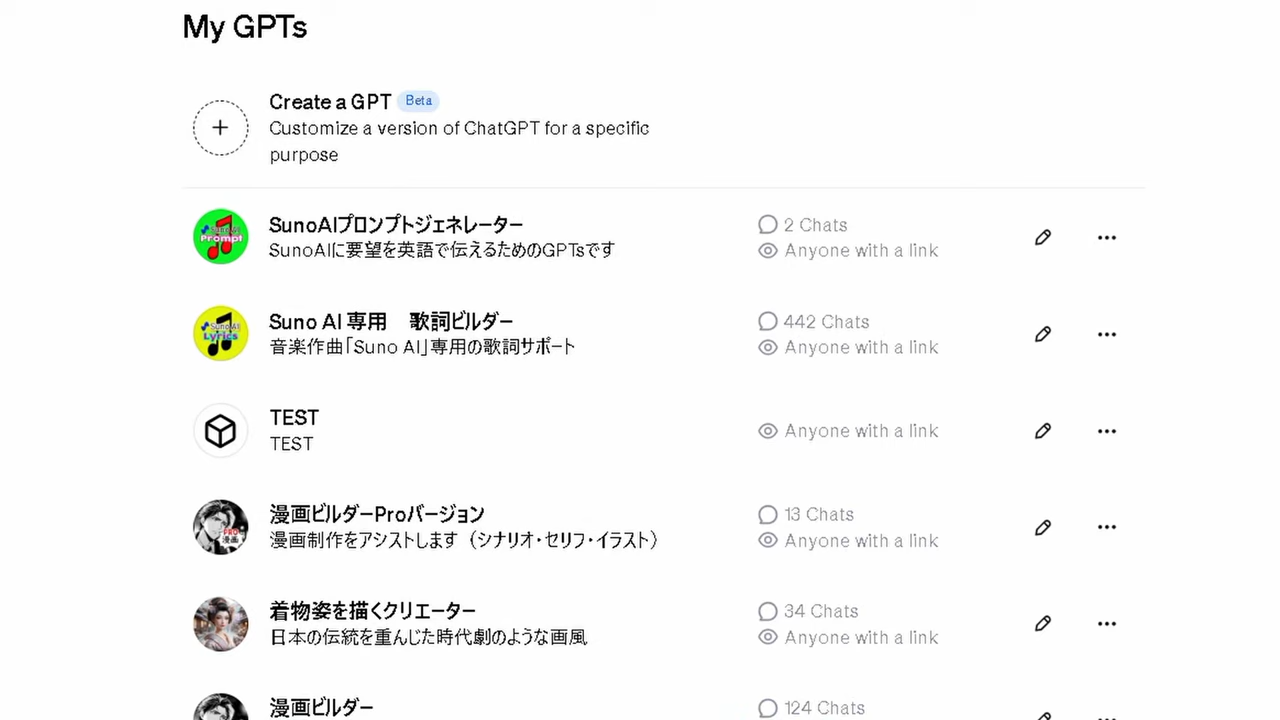 My GPTs
Create a GPT Beta
Customize a version of ChatGPT for a specific
purpose
SunoAIプロンプトジェネレーター
2 Chats
SunoAIに要望を英語で伝えるためのGPTsです
Anyone with a link
Suno AI 専用　歌詞ビルダー
442 Chats
音楽作曲「Suno AI」専用の歌詞サポート
Anyone with a link
TEST
TEST
Anyone with a link
漫画ビルダーProバージョン
13 Chats
漫画制作をアシストします（シナリオ・セリフ・イラスト）
Anyone with a link
着物姿を描くクリエーター
34 Chats
日本の伝統を重んじた時代劇のような画風
Anyone with a link
漫画ビルダー
124 Chats
Suno AI
Prompt
Suno AI
Lyrics
PRO
漫画